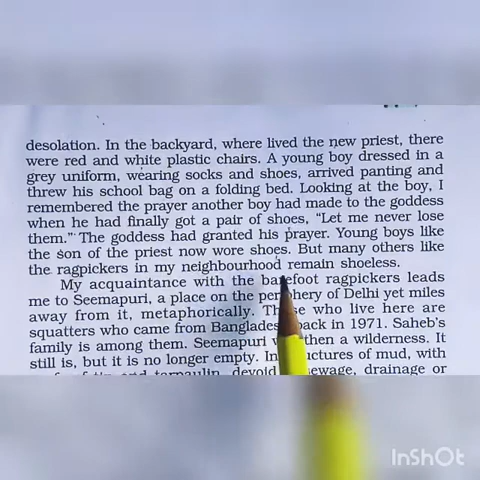 desolation. In the backyard, where lived the new priest, there
were red and white plastic chairs. A young boy dressed in a
grey uniform, wearing socks and shoes, arrived panting and
threw his school bag on a folding bed. Looking at the boy, I
remembered the prayer another boy had made to the goddess
when he had finally got a pair of shoes, “Let me never lose
them.” The goddess had granted his prayer. Young boys like
the son of the priest now wore shoes. But many others like
the ragpickers in my neighbourhood remain shoeless.
My acquaintance with the barefoot ragpickers leads
me to Seemapuri, a place on the periphery of Delhi yet miles
away from it, metaphorically. Those who live here are
squatters who came from Bangladesh back in 1971. Saheb's
family is among them. Seemapuri then a wilderness. It
still is, but it is no longer empty. In structures of mud, with
and tarpaulin, devoid sewage, drainage or
InShOt